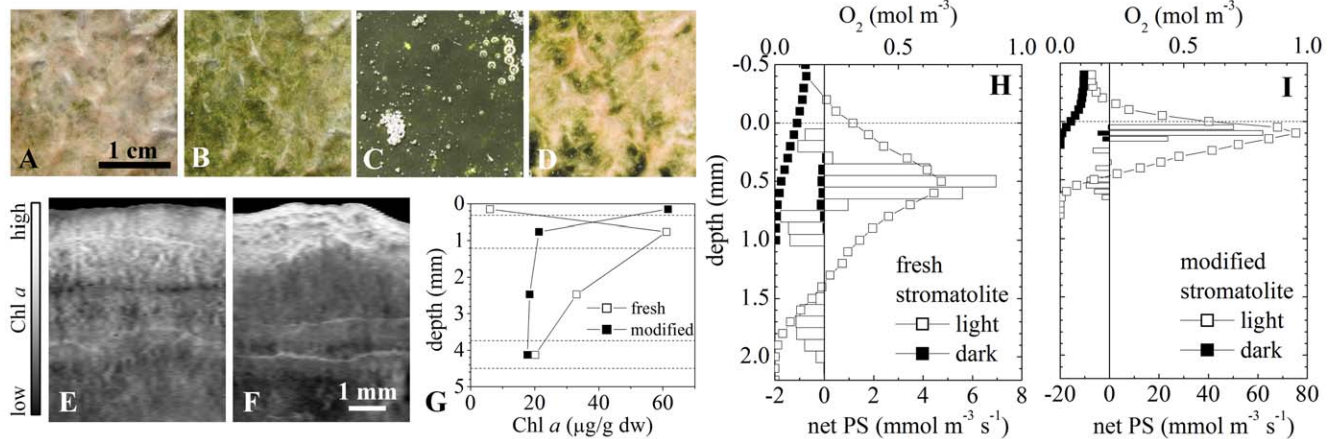 A
1 cm
B
C
D
high
Chl a
low
E
F
1 mm
G
0
1
2
3
4
5
depth (mm)
fresh
modified
0 20 40 60
Chl a (µg/g dw)
O₂ (mol m⁻³)
0.0 0.5 1.0
-0.5
0.0
0.5
1.0
1.5
2.0
depth (mm)
H
fresh
stromatolite
light
dark
-2 0 2 4 6 8
net PS (mmol m⁻³ s⁻¹)
O₂ (mol m⁻³)
0.0 0.5 1.0
I
modified
stromatolite
light
dark
-20 0 20 40 60 80
net PS (mmol m⁻³ s⁻¹)